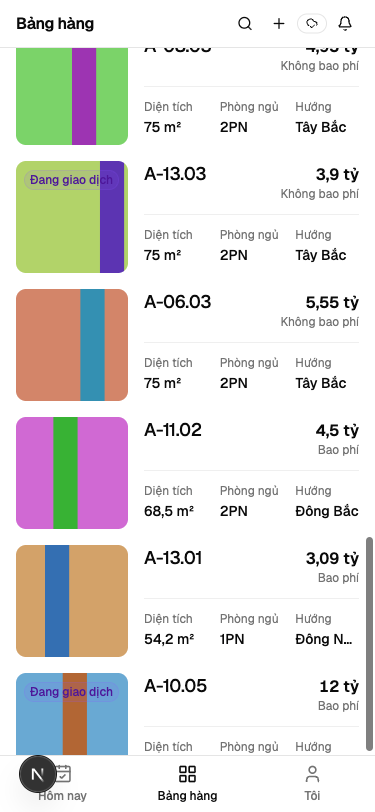 Bảng hàng
Không bao phí
Diện tích Phòng ngủ Hướng
75 m² 2PN Tây Bắc
Đang giao dịch
A-13.03 3,9 tỷ
Không bao phí
Diện tích Phòng ngủ Hướng
75 m² 2PN Tây Bắc
A-06.03 5,55 tỷ
Không bao phí
Diện tích Phòng ngủ Hướng
75 m² 2PN Tây Bắc
A-11.02 4,5 tỷ
Bao phí
Diện tích Phòng ngủ Hướng
68,5 m² 2PN Đông Bắc
A-13.01 3,09 tỷ
Bao phí
Diện tích Phòng ngủ Hướng
54,2 m² 1PN Đông N...
Đang giao dịch
A-10.05 12 tỷ
Bao phí
Diện tích Phòng ngủ Hướng
N
Hôm nay Bảng hàng Tôi